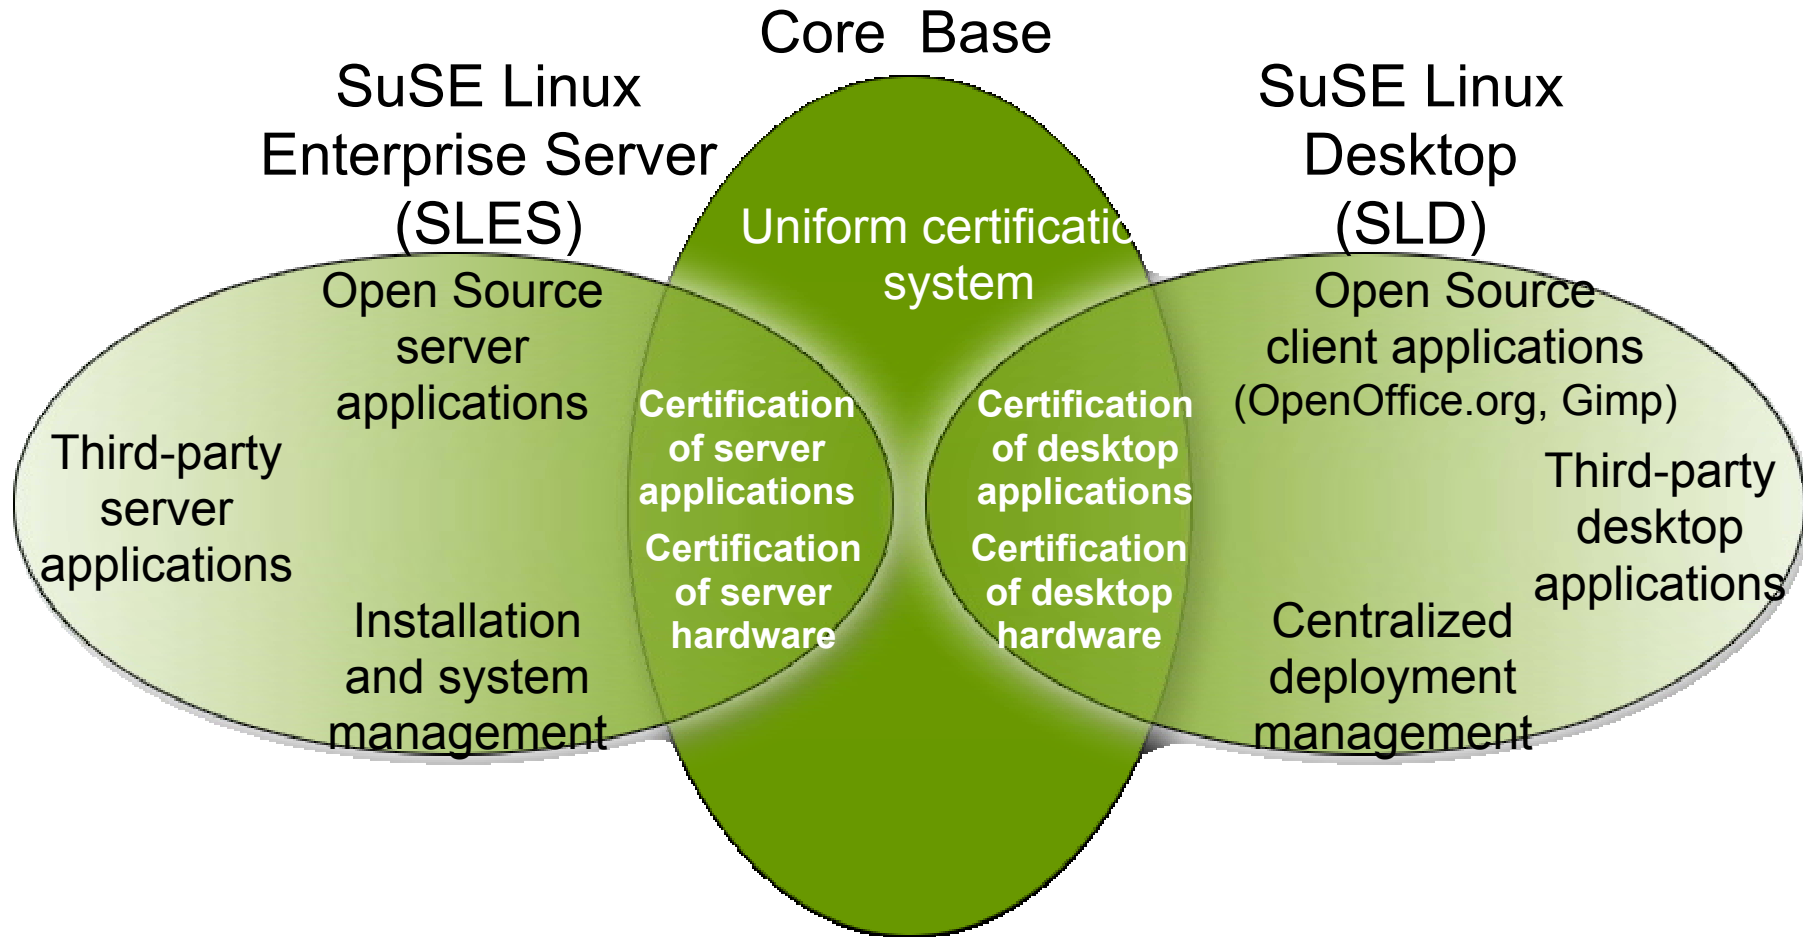 Core Base
SuSE Linux
Enterprise Server
(SLES)
SuSE Linux
Desktop
(SLD)
Uniform certification
system
Open Source
server
applications
Third-party
server
applications
Installation
and system
management
Certification
of server
applications
Certification
of server
hardware
Certification
of desktop
applications
Certification
of desktop
hardware
Open Source
client applications
(OpenOffice.org, Gimp)
Third-party
desktop
applications
Centralized
deployment
management